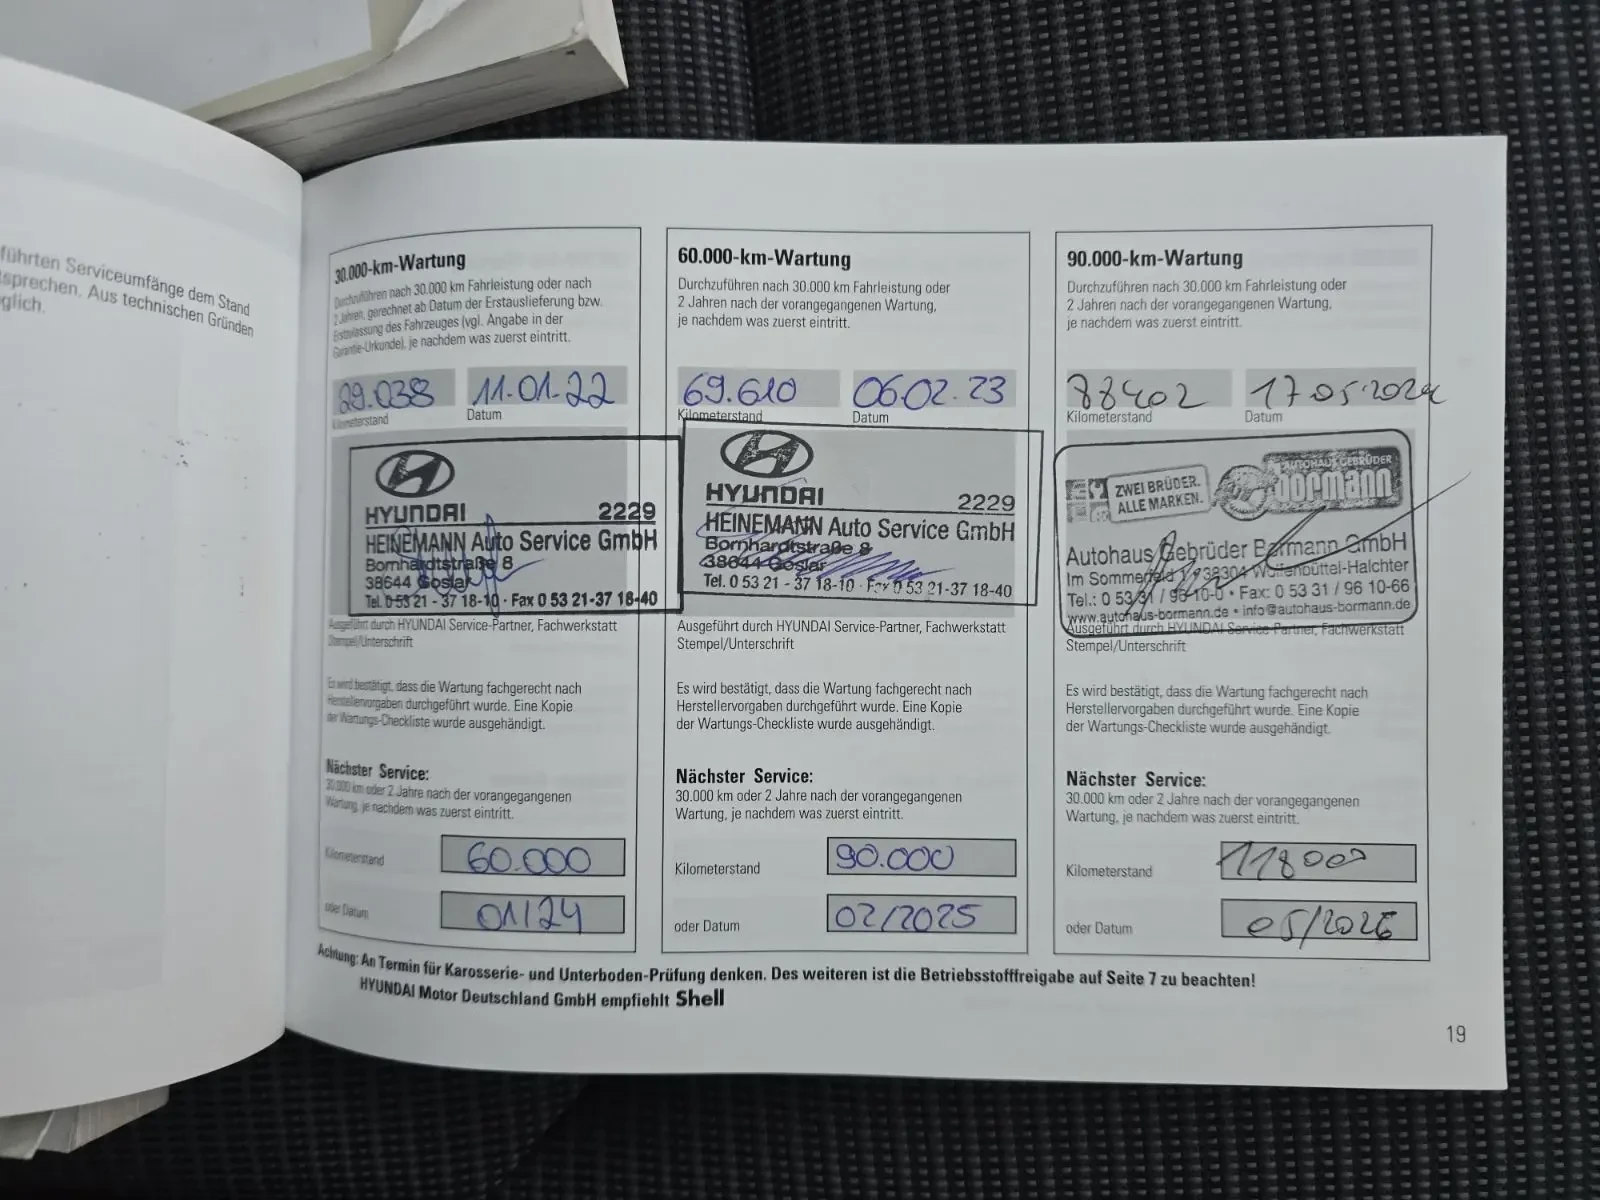 führten Serviceumfänge dem Stand
sprechen. Aus technischen Gründen
glich.
30.000-km-Wartung
Durchzuführen nach 30.000 km Fahrleistung oder nach
2 Jahren, gerechnet ab Datum der Erstauslieferung bzw.
Erstzulassung des Fahrzeuges (vgl. Angabe in der
Garantie-Urkunde), je nachdem was zuerst eintritt.
29.038 11.01.22
Kilometerstand Datum
HYUNDAI 2229
HEINEMANN Auto Service GmbH
Bornhardtstraße 8
38644 Goslar
Tel. 0 53 21 - 37 18-10 · Fax 0 53 21-37 18-40
Ausgeführt durch HYUNDAI Service-Partner, Fachwerkstatt
Stempel/Unterschrift
Es wird bestätigt, dass die Wartung fachgerecht nach
Herstellervorgaben durchgeführt wurde. Eine Kopie
der Wartungs-Checkliste wurde ausgehändigt.
Nächster Service:
30.000 km oder 2 Jahre nach der vorangegangenen
Wartung, je nachdem was zuerst eintritt.
Kilometerstand 60.000
oder Datum 01/24
60.000-km-Wartung
Durchzuführen nach 30.000 km Fahrleistung oder
2 Jahren nach der vorangegangenen Wartung,
je nachdem was zuerst eintritt.
69.610 06.02.23
Kilometerstand Datum
HYUNDAI 2229
HEINEMANN Auto Service GmbH
Bornhardtstraße 8
38644 Goslar
Tel. 0 53 21 - 37 18-10 · Fax 0 53 21-37 18-40
Ausgeführt durch HYUNDAI Service-Partner, Fachwerkstatt
Stempel/Unterschrift
Es wird bestätigt, dass die Wartung fachgerecht nach
Herstellervorgaben durchgeführt wurde. Eine Kopie
der Wartungs-Checkliste wurde ausgehändigt.
Nächster Service:
30.000 km oder 2 Jahre nach der vorangegangenen
Wartung, je nachdem was zuerst eintritt.
Kilometerstand 90.000
oder Datum 02/2025
90.000-km-Wartung
Durchzuführen nach 30.000 km Fahrleistung oder
2 Jahren nach der vorangegangenen Wartung,
je nachdem was zuerst eintritt.
88402 17.05.2024
Kilometerstand Datum
ZWEI BRÜDER.
ALLE MARKEN.
AUTOHAUS GEBRÜDER
bormann
Autohaus Gebrüder Bormann GmbH
Im Sommerfeld 1 · 38304 Wolfenbüttel-Halchter
Tel.: 0 53 31 / 96 10-0 · Fax: 0 53 31 / 96 10-66
www.autohaus-bormann.de · info@autohaus-bormann.de
Ausgeführt durch HYUNDAI Service-Partner, Fachwerkstatt
Stempel/Unterschrift
Es wird bestätigt, dass die Wartung fachgerecht nach
Herstellervorgaben durchgeführt wurde. Eine Kopie
der Wartungs-Checkliste wurde ausgehändigt.
Nächster Service:
30.000 km oder 2 Jahre nach der vorangegangenen
Wartung, je nachdem was zuerst eintritt.
Kilometerstand 118000
oder Datum 05/2026
Achtung: An Termin für Karosserie- und Unterboden-Prüfung denken. Des weiteren ist die Betriebsstofffreigabe auf Seite 7 zu beachten!
HYUNDAI Motor Deutschland GmbH empfiehlt Shell
19